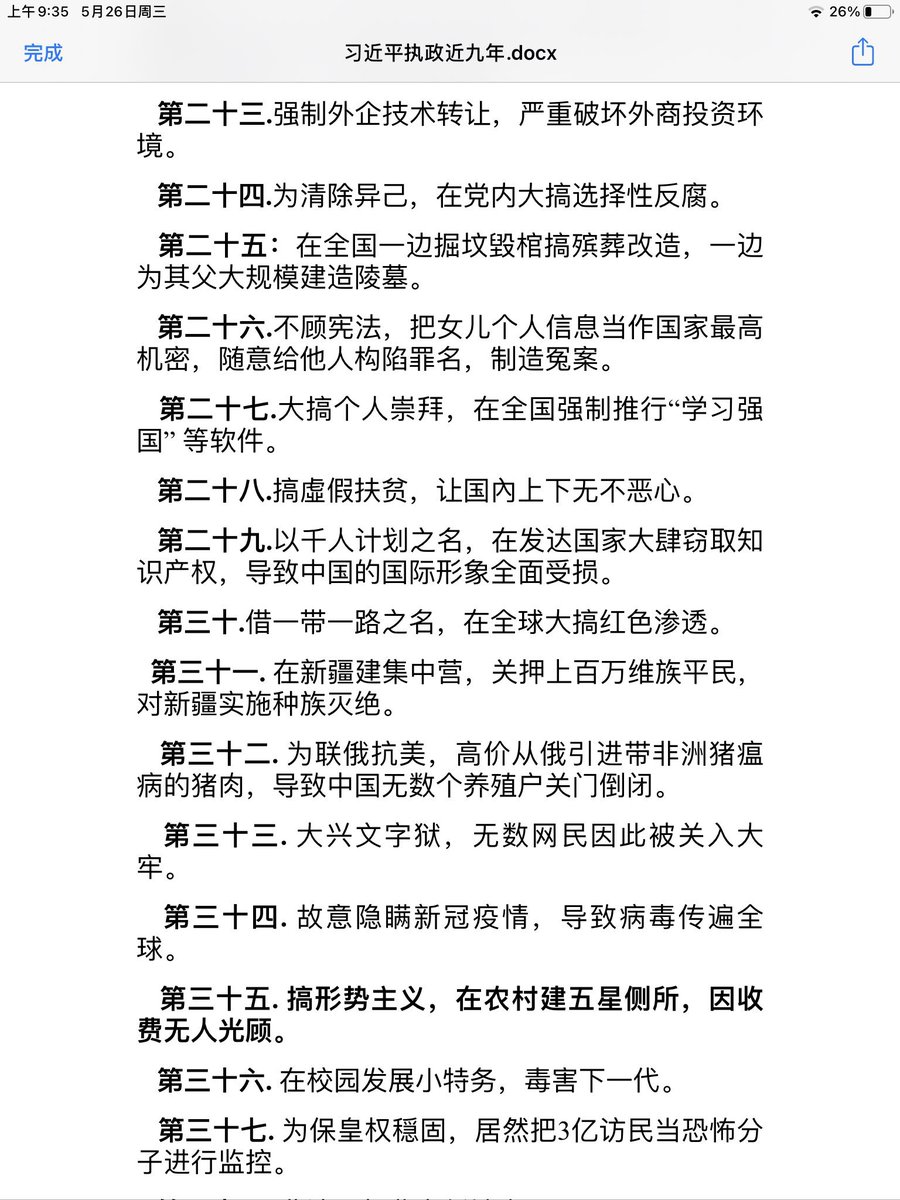 上午9:35 5月26日周三
26%
完成
习近平执政近九年.docx
第二十三.强制外企技术转让，严重破坏外商投资环
境。
第二十四.为清除异己，在党内大搞选择性反腐。
第二十五：在全国一边掘坟毁棺搞殡葬改造，一边
为其父大规模建造陵墓。
第二十六.不顾宪法，把女儿个人信息当作国家最高
机密，随意给他人构陷罪名，制造冤案。
第二十七.大搞个人崇拜，在全国强制推行“学习强
国” 等软件。
第二十八.搞虚假扶贫，让国内上下无不恶心。
第二十九.以千人计划之名，在发达国家大肆窃取知
识产权，导致中国的国际形象全面受损。
第三十.借一带一路之名，在全球大搞红色渗透。
第三十一. 在新疆建集中营，关押上百万维族平民，
对新疆实施种族灭绝。
第三十二. 为联俄抗美，高价从俄引进带非洲猪瘟
病的猪肉，导致中国无数个养殖户关门倒闭。
第三十三. 大兴文字狱，无数网民因此被关入大
牢。
第三十四. 故意隐瞒新冠疫情，导致病毒传遍全
球。
第三十五. 搞形势主义，在农村建五星侧所，因收
费无人光顾。
第三十六. 在校园发展小特务，毒害下一代。
第三十七. 为保皇权穩固，居然把3亿访民当恐怖分
子进行监控。